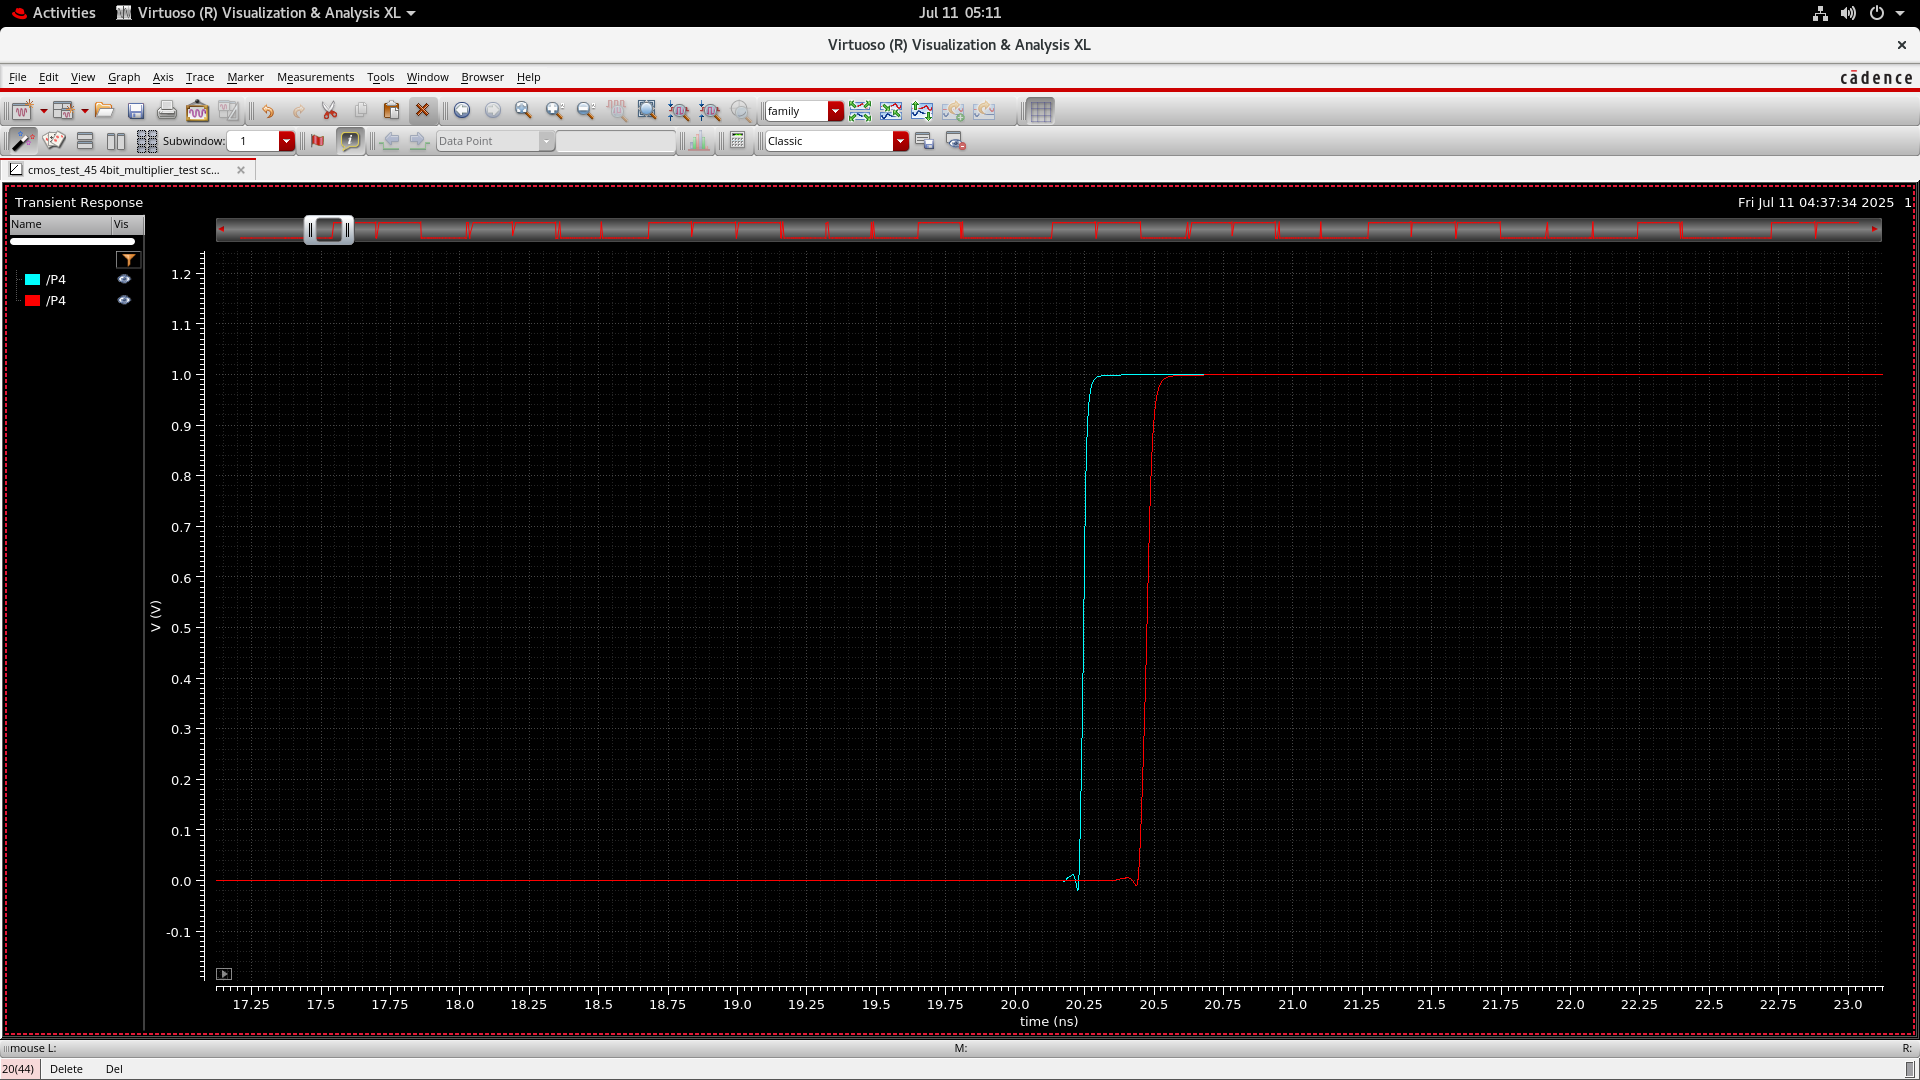 Activities Virtuoso (R) Visualization & Analysis XL Jul 11 05:11
Virtuoso (R) Visualization & Analysis XL
File Edit View Graph Axis Trace Marker Measurements Tools Window Browser Help cādence
family
Subwindow: 1 Data Point Classic
cmos_test_45 4bit_multiplier_test sc...
Transient Response Fri Jul 11 04:37:34 2025 1
Name Vis
/P4
/P4
1.2
1.1
1.0
0.9
0.8
0.7
0.6
0.5
0.4
0.3
0.2
0.1
0.0
-0.1
V (V)
17.25 17.5 17.75 18.0 18.25 18.5 18.75 19.0 19.25 19.5 19.75 20.0 20.25 20.5 20.75 21.0 21.25 21.5 21.75 22.0 22.25 22.5 22.75 23.0
time (ns)
mouse L: M: R:
20(44) Delete Del